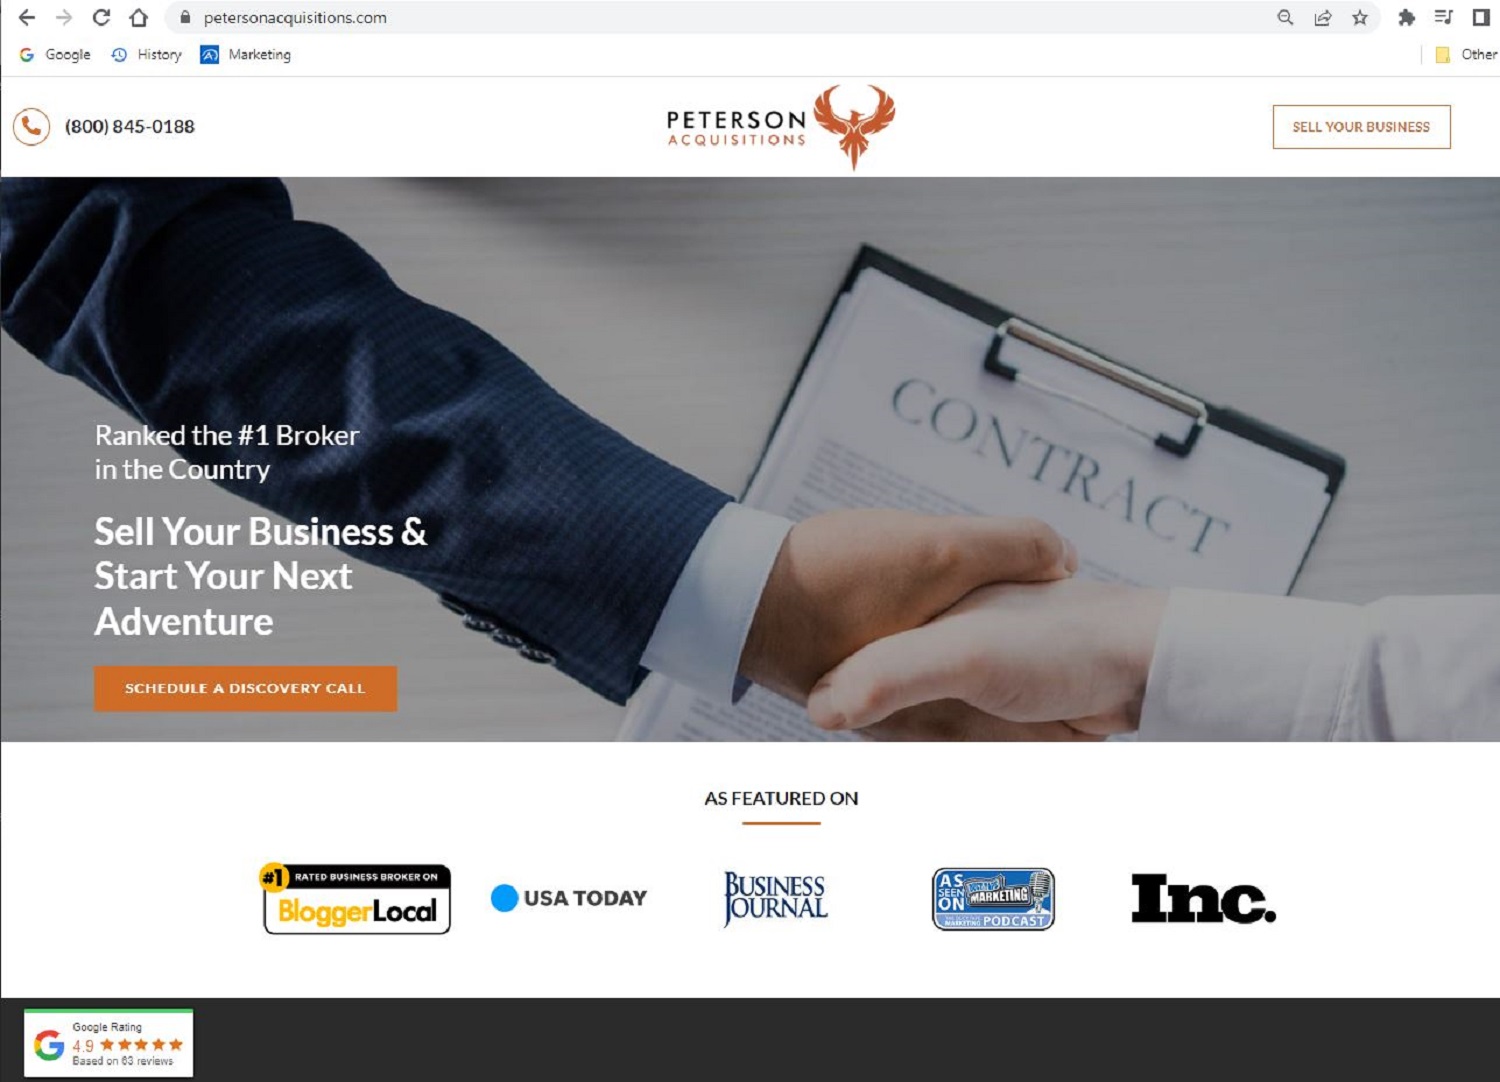 petersonacquisitions.com
Google
History
Marketing
Other
(800) 845-0188
PETERSON
ACQUISITIONS
SELL YOUR BUSINESS
CONTRACT
Ranked the #1 Broker
in the Country
Sell Your Business &
Start Your Next
Adventure
SCHEDULE A DISCOVERY CALL
AS FEATURED ON
#1 RATED BUSINESS BROKER ON
BloggerLocal
USA TODAY
BUSINESS
JOURNAL
AS
SEEN
ON
MARKETING
MARKETING PODCAST
Inc.
Google Rating
4.9
Based on 63 reviews